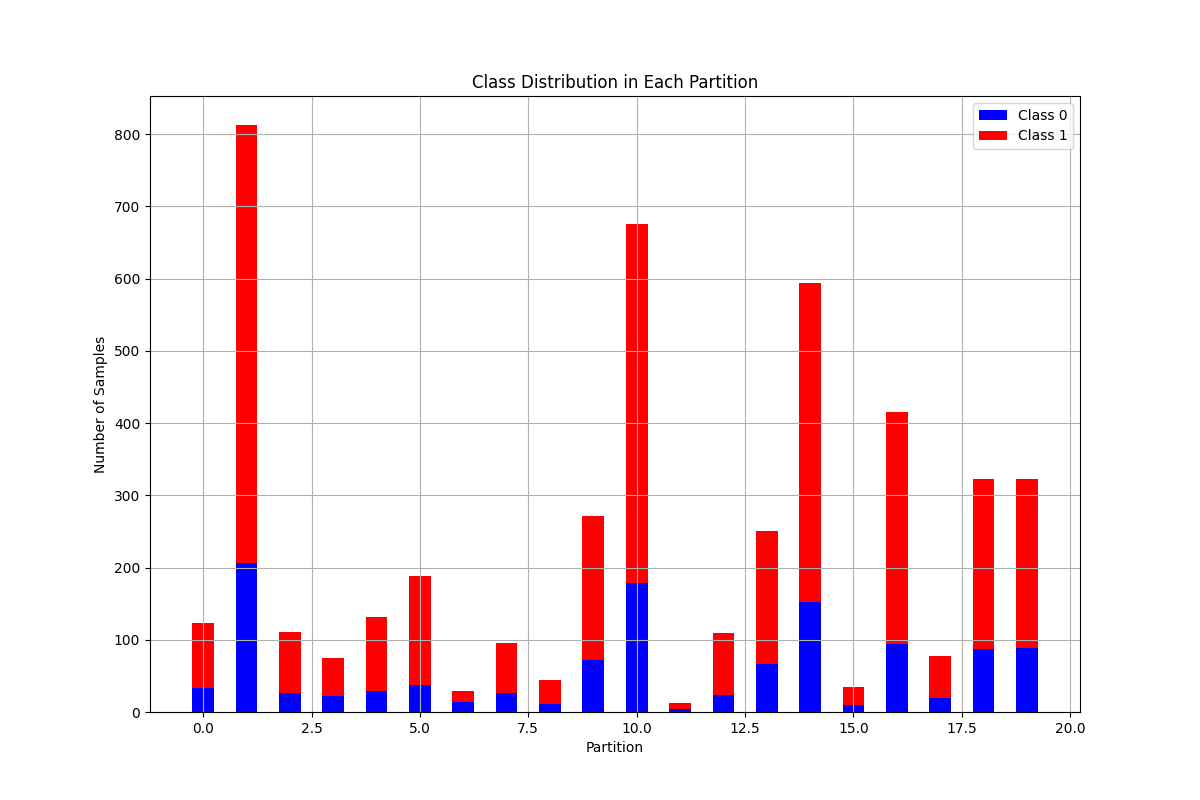 Class Distribution in Each Partition
Class 0
Class 1
800
700
600
500
400
300
200
100
0
Number of Samples
0.0 2.5 5.0 7.5 10.0 12.5 15.0 17.5 20.0
Partition